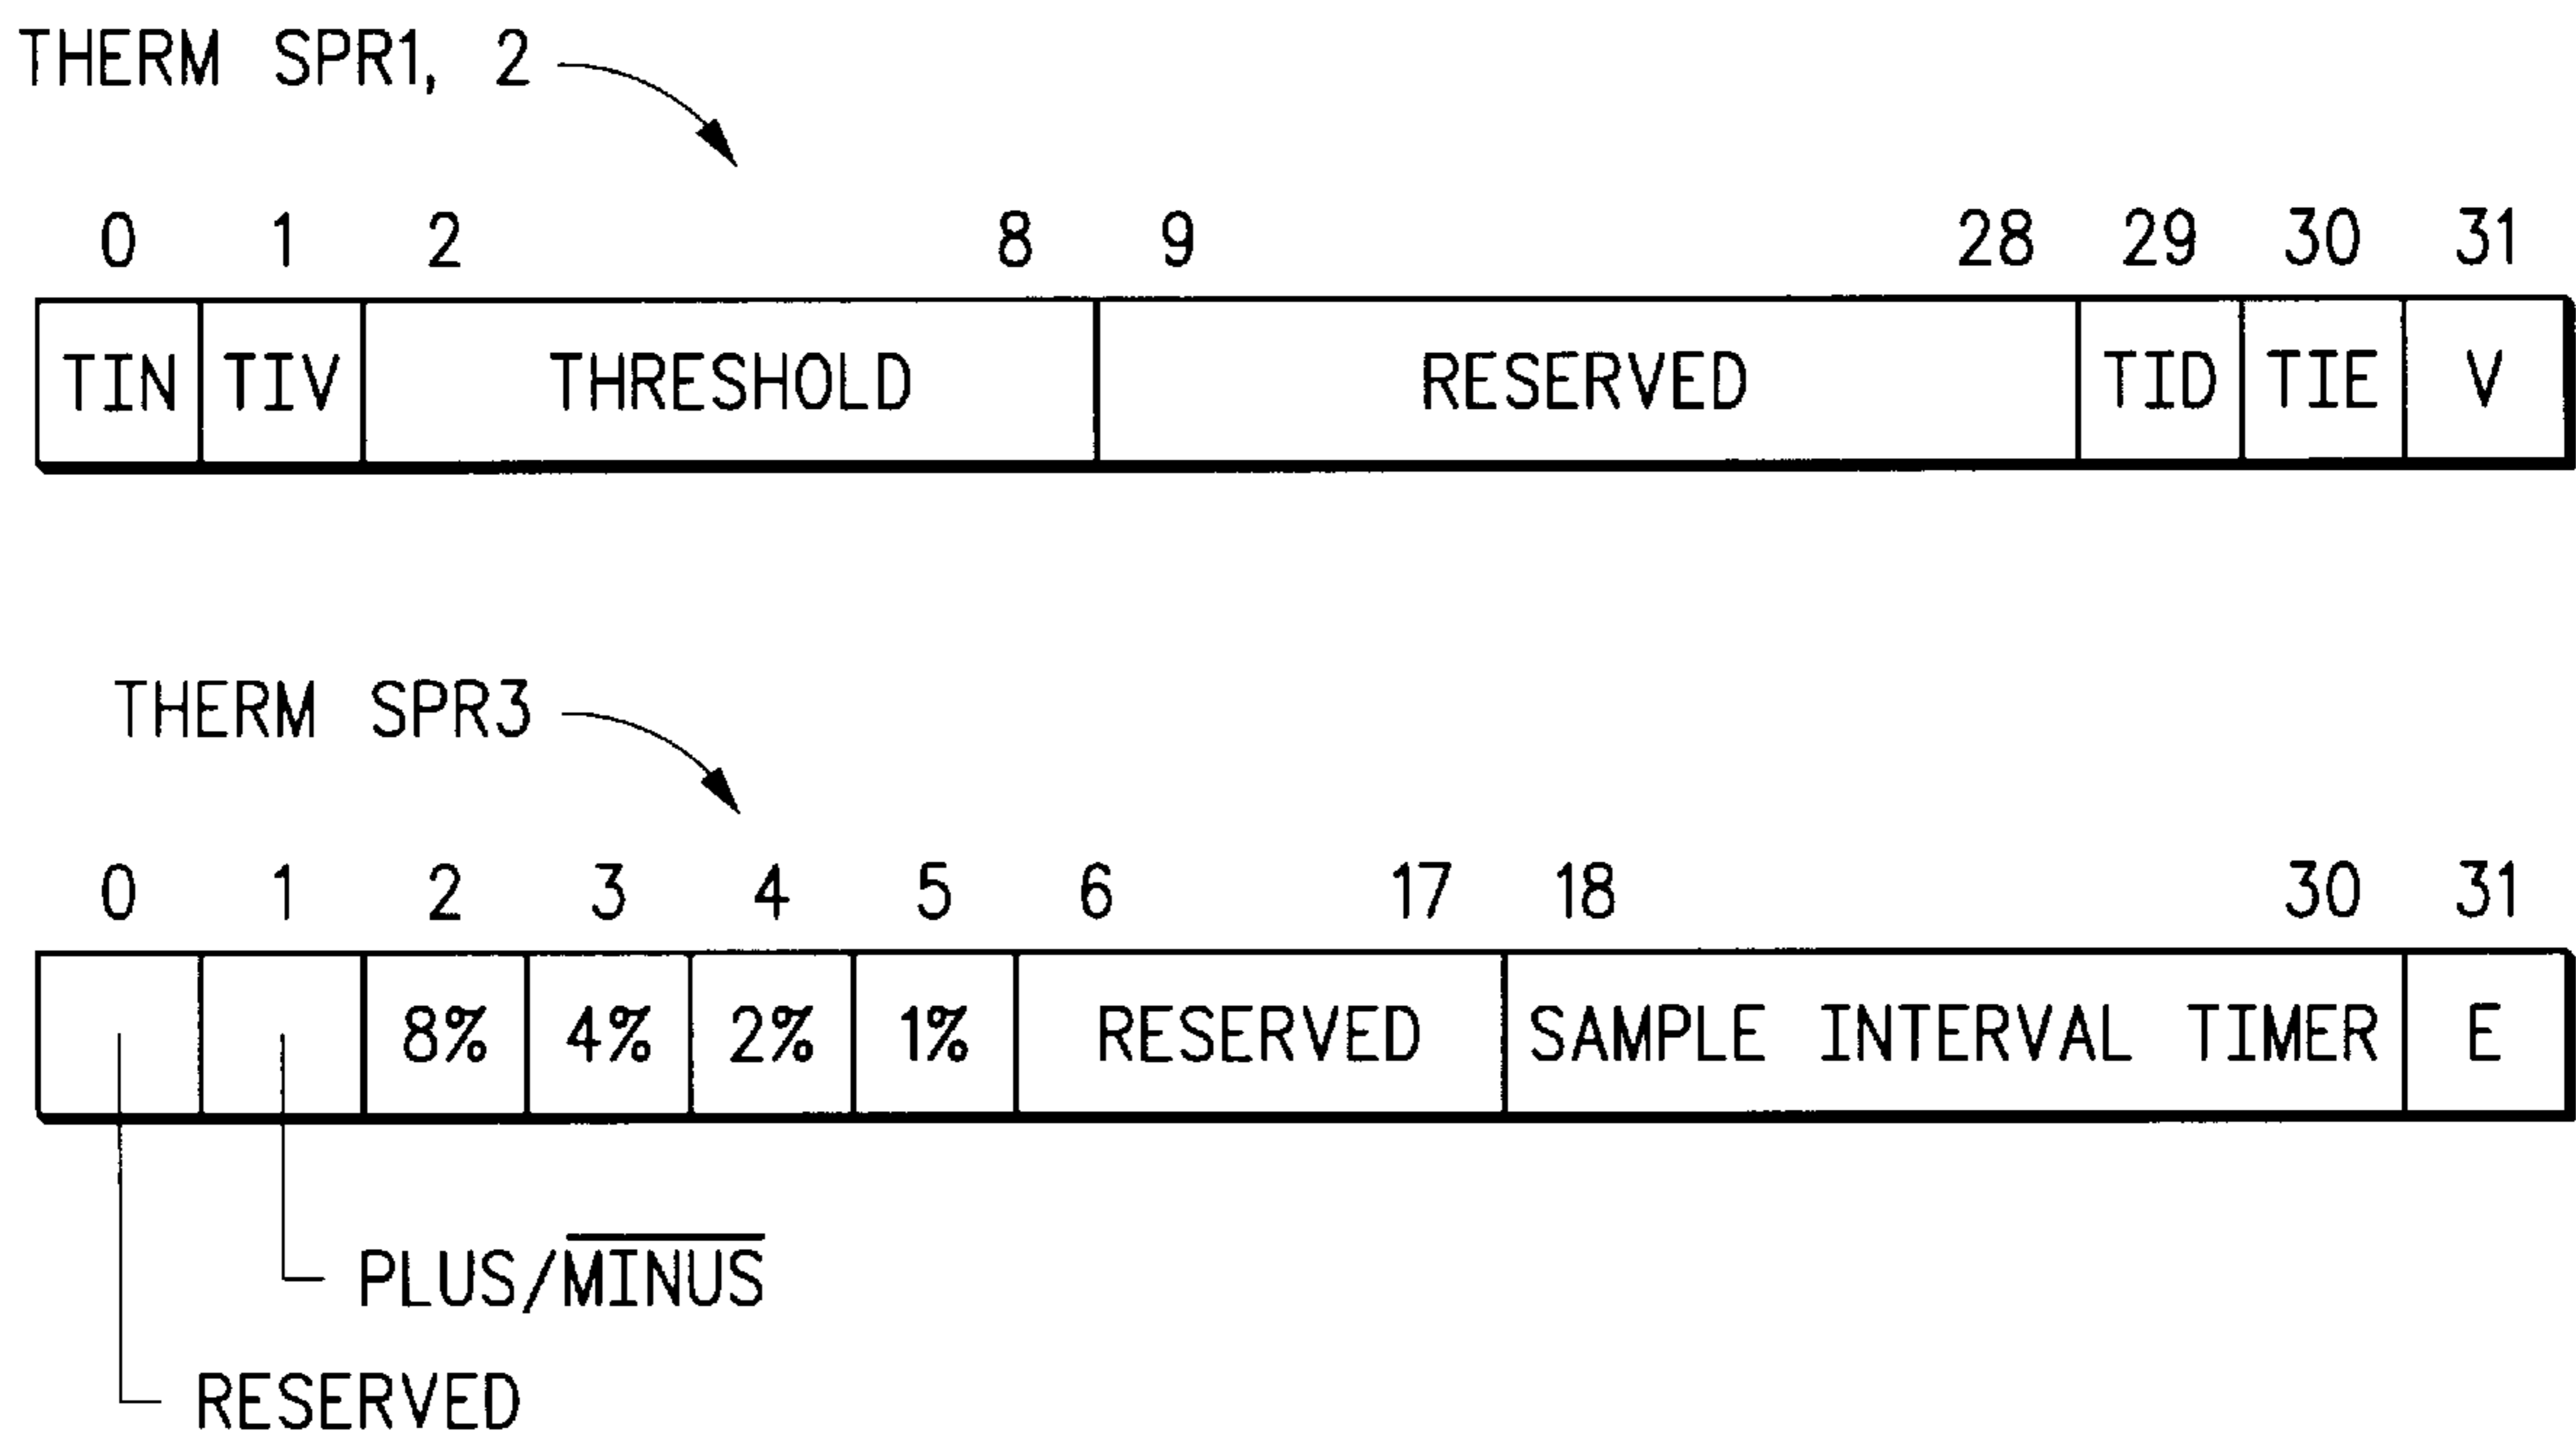 THERM SPR1, 2
0 1 2 8 9 28 29 30 31
TIN TIV THRESHOLD RESERVED TID TIE V
THERM SPR3
0 1 2 3 4 5 6 17 18 30 31
8% 4% 2% 1% RESERVED SAMPLE INTERVAL TIMER E
PLUS/MINUS
RESERVED